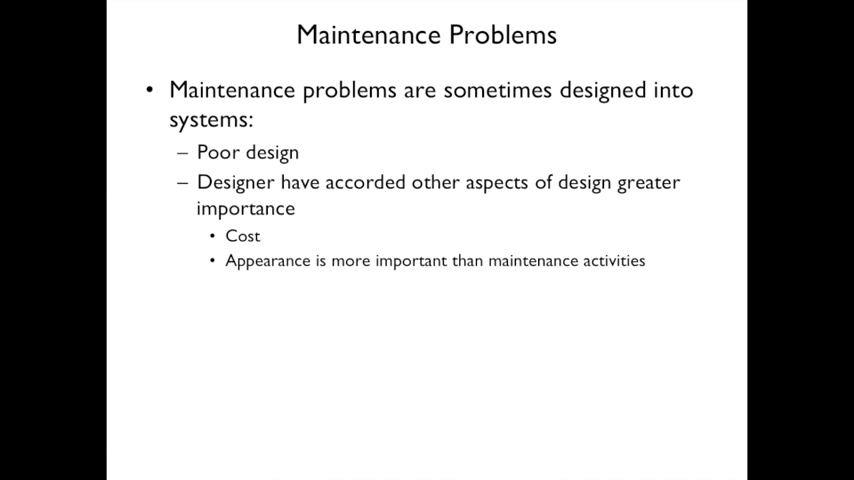 Maintenance Problems
• Maintenance problems are sometimes designed into
systems:
– Poor design
– Designer have accorded other aspects of design greater
importance
• Cost
• Appearance is more important than maintenance activities